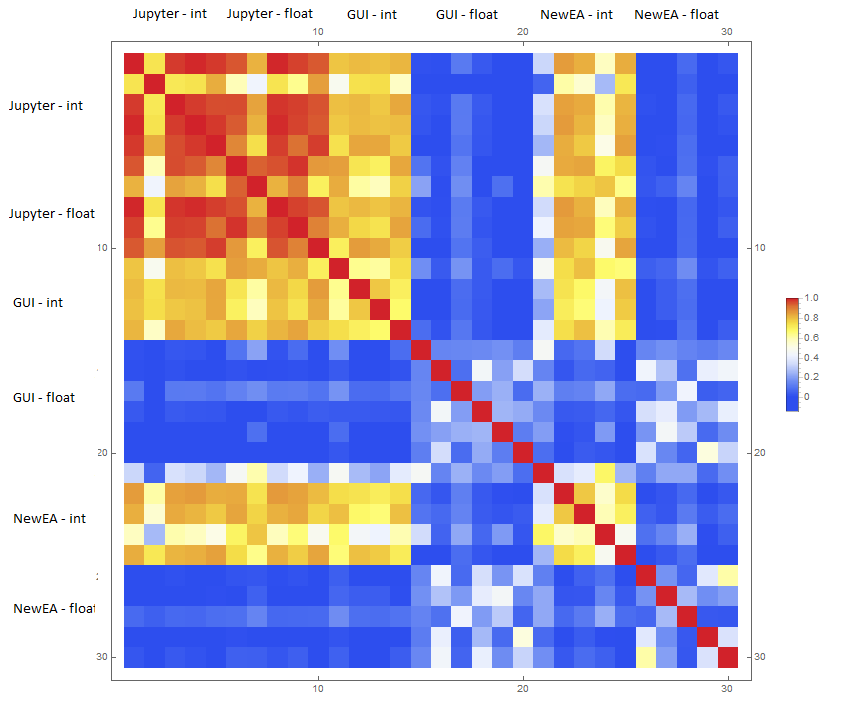 Jupyter - int Jupyter - float GUI - int GUI - float NewEA - int NewEA - float
10 20 30
Jupyter - int
Jupyter - float
10 10
GUI - int
1.0
0.8
0.6
0.4
0.2
0
GUI - float
20 20
NewEA - int
NewEA - float
30 30
10 20 30